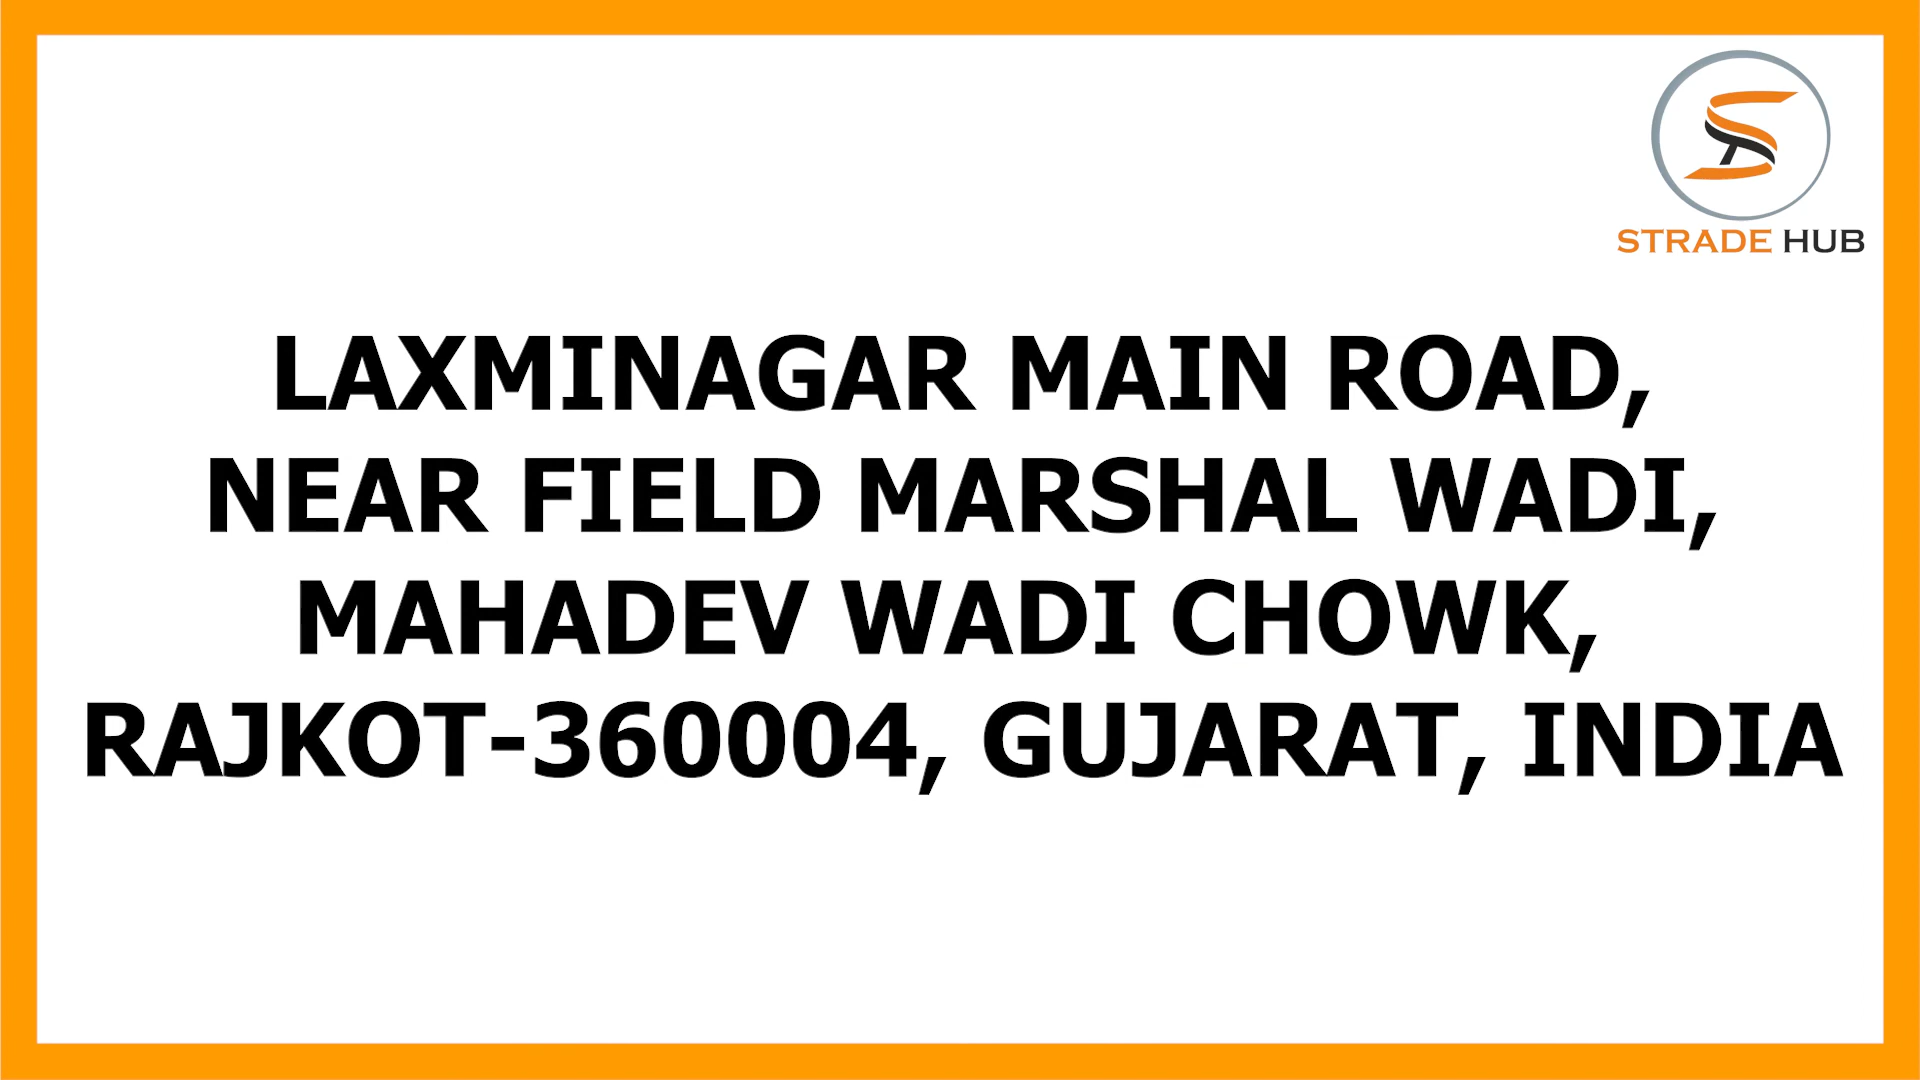 STRADE HUB
LAXMINAGAR MAIN ROAD,
NEAR FIELD MARSHAL WADI,
MAHADEV WADI CHOWK,
RAJKOT-360004, GUJARAT, INDIA